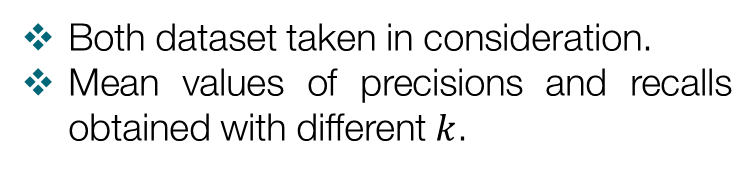 ❖ Both dataset taken in consideration.
❖ Mean values of precisions and recalls
obtained with different k.